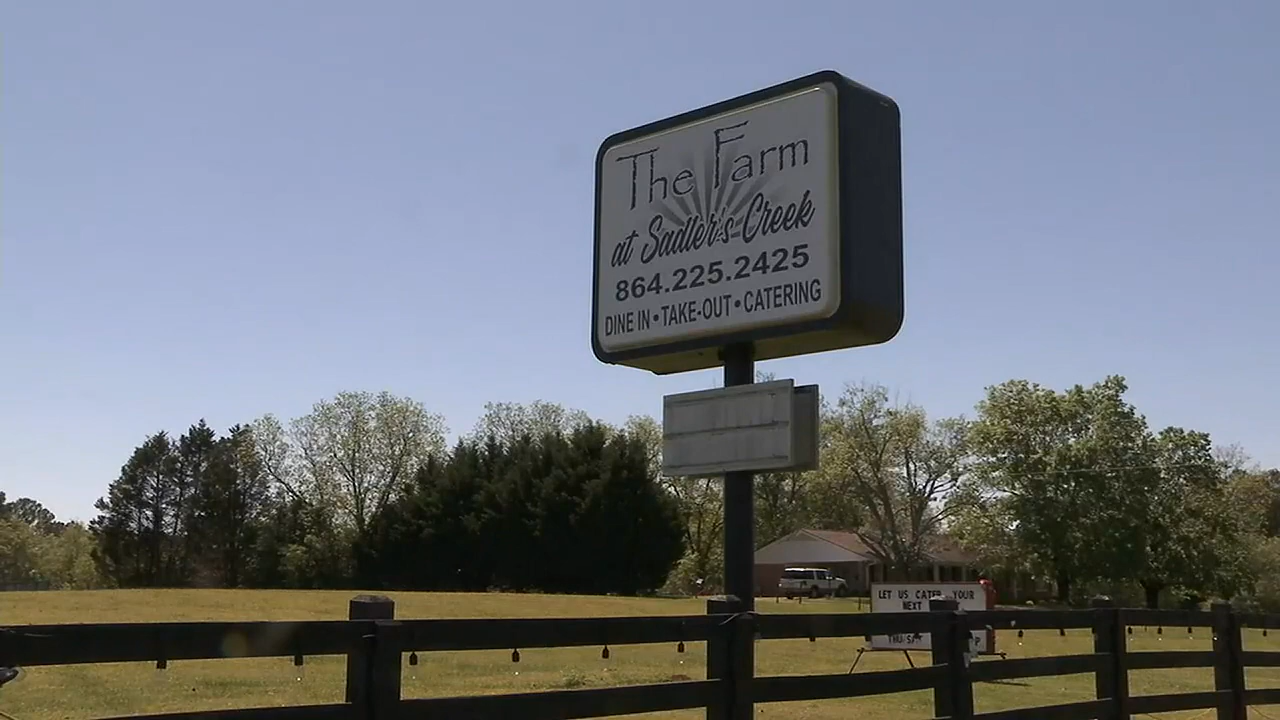 The Farm
at Sadler's Creek
864.225.2425
DINE IN • TAKE-OUT • CATERING
LET US CATER YOUR
NEXT